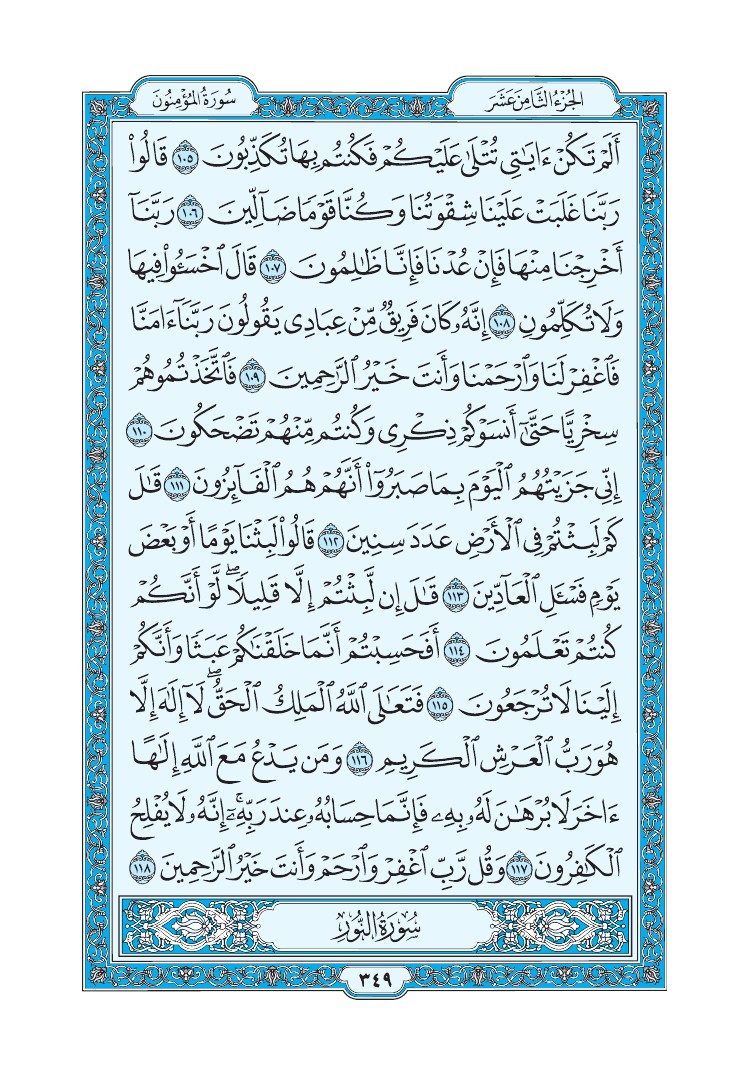 سُورَةُ المُؤْمِنُونَ
الجُزْءُ الثَّامِنَ عَشَرَ
أَلَمْ تَكُنْ ءَايَٰتِي تُتْلَىٰ عَلَيْكُمْ فَكُنتُم بِهَا تُكَذِّبُونَ ١٠٥ قَالُوا۟
رَبَّنَا غَلَبَتْ عَلَيْنَا شِقْوَتُنَا وَكُنَّا قَوْمًا ضَآلِّينَ ١٠٦ رَبَّنَآ
أَخْرِجْنَا مِنْهَا فَإِنْ عُدْنَا فَإِنَّا ظَٰلِمُونَ ١٠٧ قَالَ ٱخْسَـُٔوا۟ فِيهَا
وَلَا تُكَلِّمُونِ ١٠٨ إِنَّهُۥ كَانَ فَرِيقٌ مِّنْ عِبَادِى يَقُولُونَ رَبَّنَآ ءَامَنَّا
فَٱغْفِرْ لَنَا وَٱرْحَمْنَا وَأَنتَ خَيْرُ ٱلرَّٰحِمِينَ ١٠٩ فَٱتَّخَذْتُمُوهُمْ
سِخْرِيًّا حَتَّىٰٓ أَنسَوْكُمْ ذِكْرِى وَكُنتُم مِّنْهُمْ تَضْحَكُونَ ١١٠
إِنِّى جَزَيْتُهُمُ ٱلْيَوْمَ بِمَا صَبَرُوٓا۟ أَنَّهُمْ هُمُ ٱلْفَآئِزُونَ ١١١ قَٰلَ
كَمْ لَبِثْتُمْ فِى ٱلْأَرْضِ عَدَدَ سِنِينَ ١١٢ قَالُوا۟ لَبِثْنَا يَوْمًا أَوْ بَعْضَ
يَوْمٍ فَسْـَٔلِ ٱلْعَآدِّينَ ١١٣ قَٰلَ إِن لَّبِثْتُمْ إِلَّا قَلِيلًا ۖ لَّوْ أَنَّكُمْ
كُنتُمْ تَعْلَمُونَ ١١٤ أَفَحَسِبْتُمْ أَنَّمَا خَلَقْنَٰكُمْ عَبَثًا وَأَنَّكُمْ
إِلَيْنَا لَا تُرْجَعُونَ ١١٥ فَتَعَٰلَى ٱللَّهُ ٱلْمَلِكُ ٱلْحَقُّ ۖ لَآ إِلَٰهَ إِلَّا
هُوَ رَبُّ ٱلْعَرْشِ ٱلْكَرِيمِ ١١٦ وَمَن يَدْعُ مَعَ ٱللَّهِ إِلَٰهًا
ءَاخَرَ لَا بُرْهَٰنَ لَهُۥ بِهِۦ فَإِنَّمَا حِسَابُهُۥ عِندَ رَبِّهِۦٓ ۚ إِنَّهُۥ لَا يُفْلِحُ
ٱلْكَٰفِرُونَ ١١٧ وَقُل رَّبِّ ٱغْفِرْ وَٱرْحَمْ وَأَنتَ خَيْرُ ٱلرَّٰحِمِينَ ١١٨
سُورَةُ النُّورِ
٣٤٩